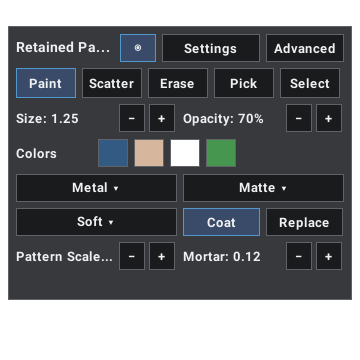 Retained Pa... Settings Advanced
Paint Scatter Erase Pick Select
Size: 1.25 - + Opacity: 70% - +
Colors
Metal ▾ Matte ▾
Soft ▾ Coat Replace
Pattern Scale... - + Mortar: 0.12 - +